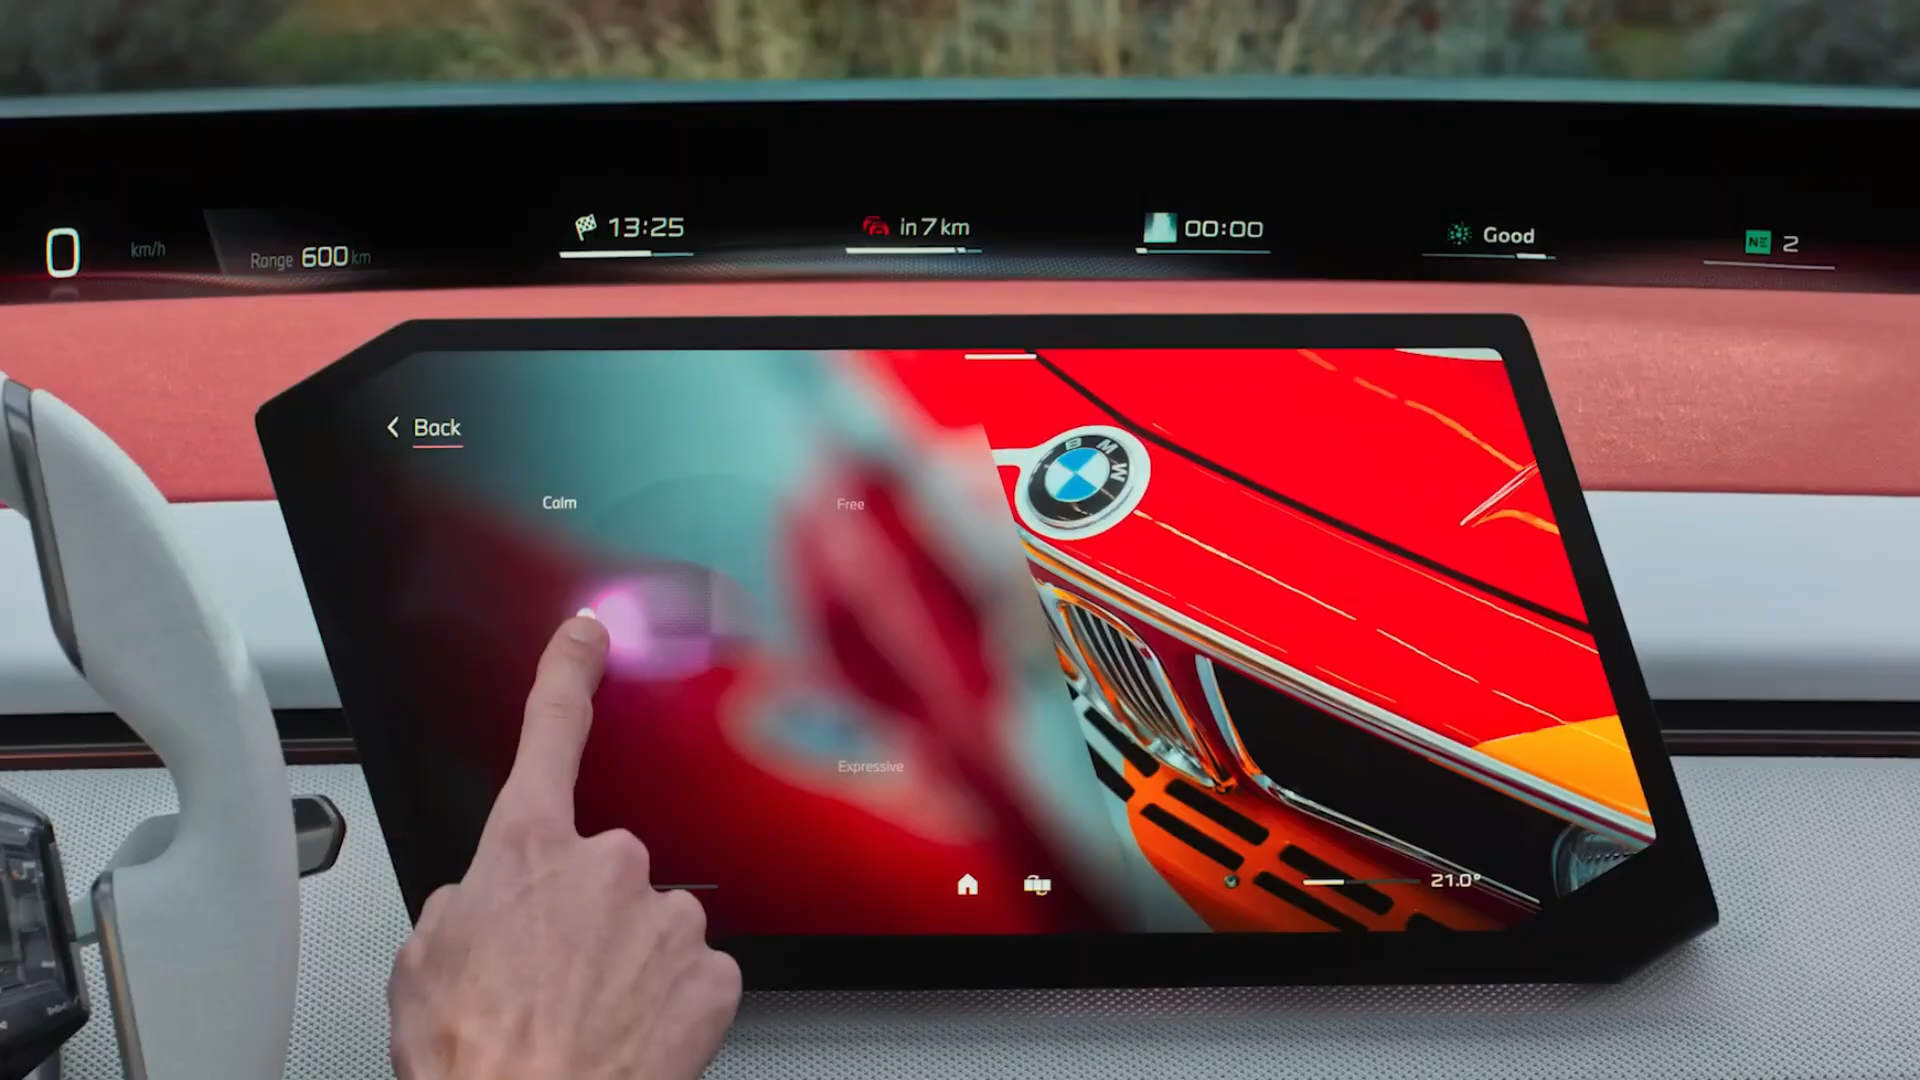 0 km/h
Range 600 km
13:25
in 7 km
00:00
Good
NE 2
Back
BMW
Calm
Free
Expressive
21.0°